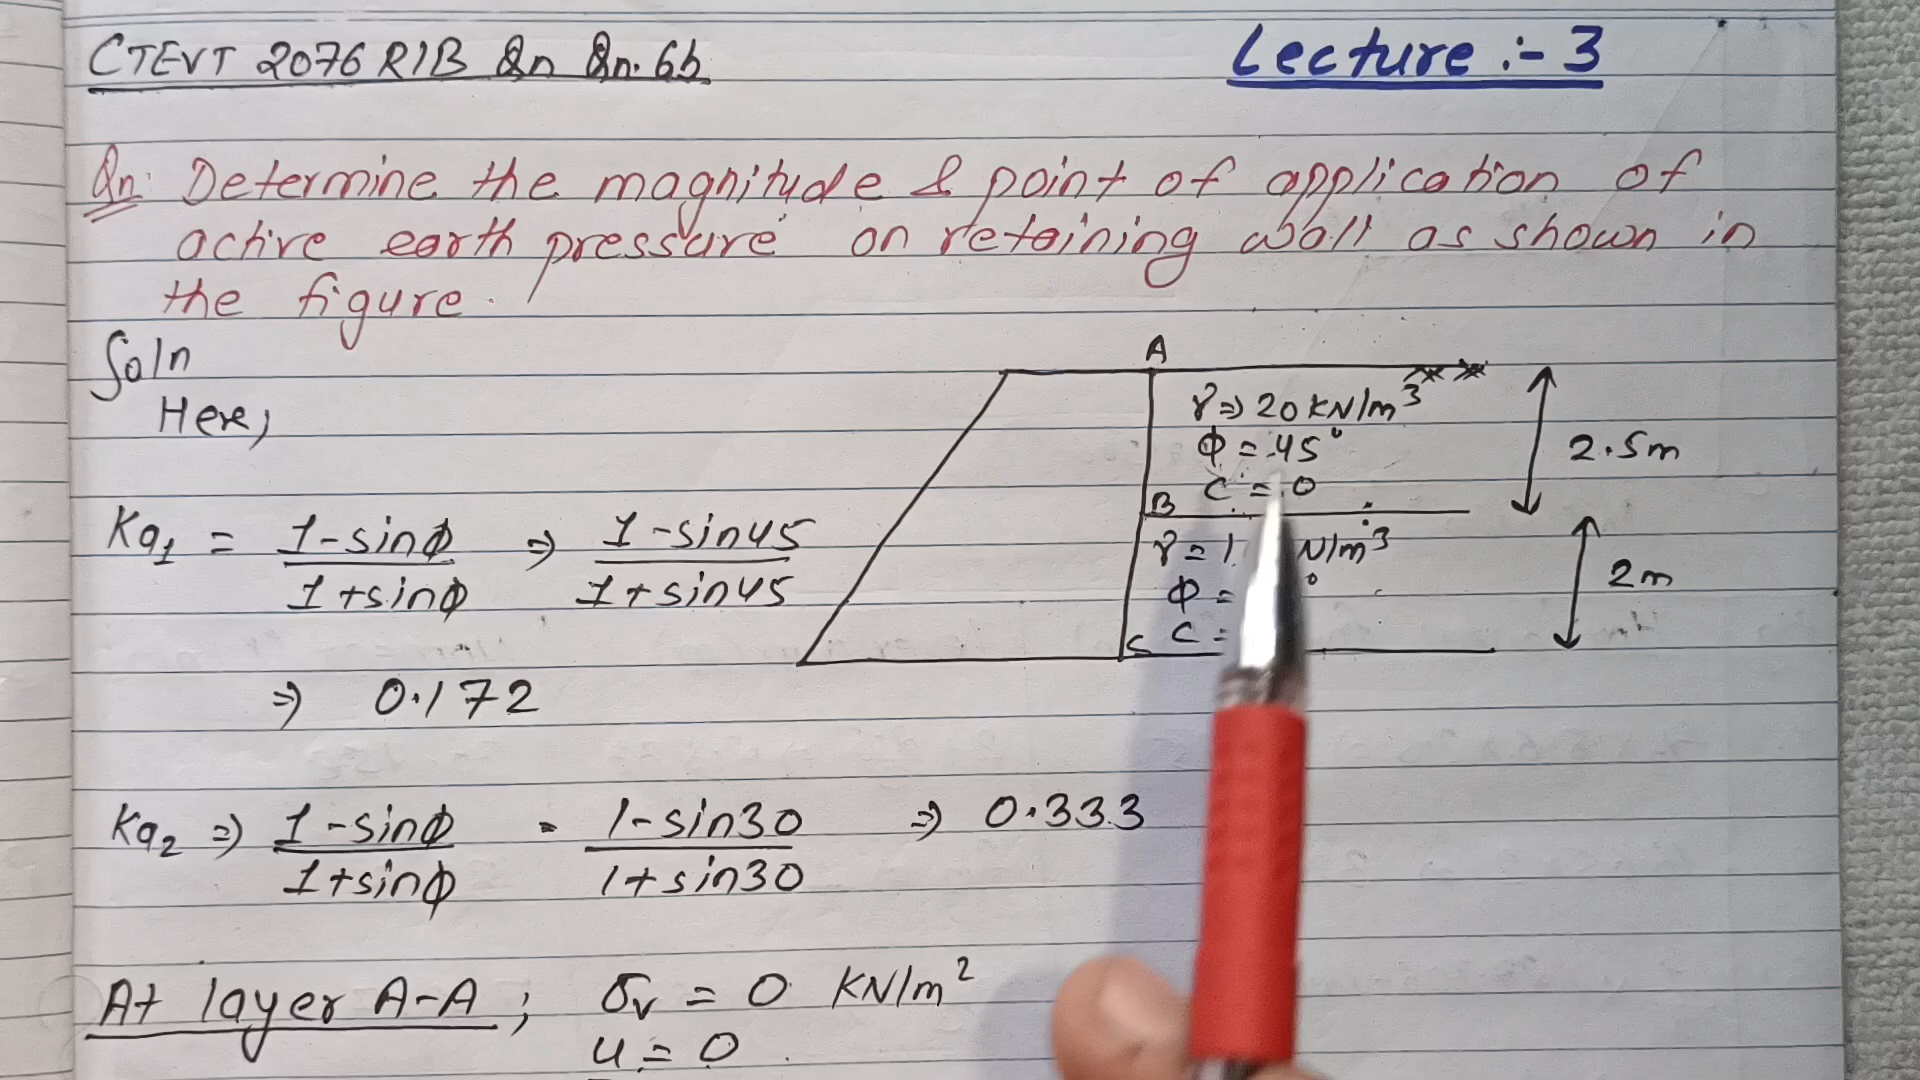 CTEVT 2076 R/B Qn Qn. 6b
Lecture :- 3
Qn: Determine the magnitude & point of application of
active earth pressure on retaining wall as shown in
the figure.
Soln
Here,
A
γ ⇒ 20 KN/m³
φ = 45°
C = 0
2.5m
B
γ = 1 N/m³
φ =
C =
2m
C
Ka₁ = 1-sinφ / 1+sinφ ⇒ 1-sin45 / 1+sin45
⇒ 0.172
Ka₂ ⇒ 1-sinφ / 1+sinφ = 1-sin30 / 1+sin30 ⇒ 0.333
At layer A-A ; σv = 0 KN/m²
u = 0